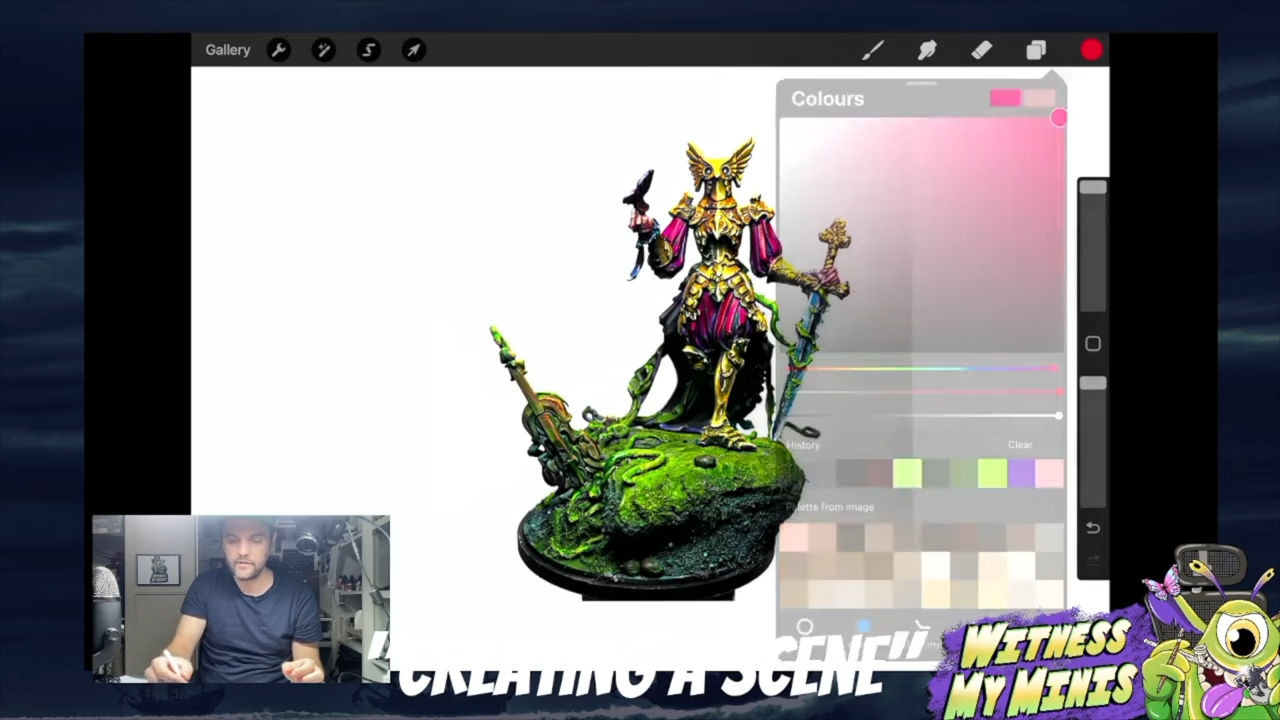 Gallery
Colours
History
Clear
Palette from image
"CREATING A SCENE"
WITNESS
MY MINIS